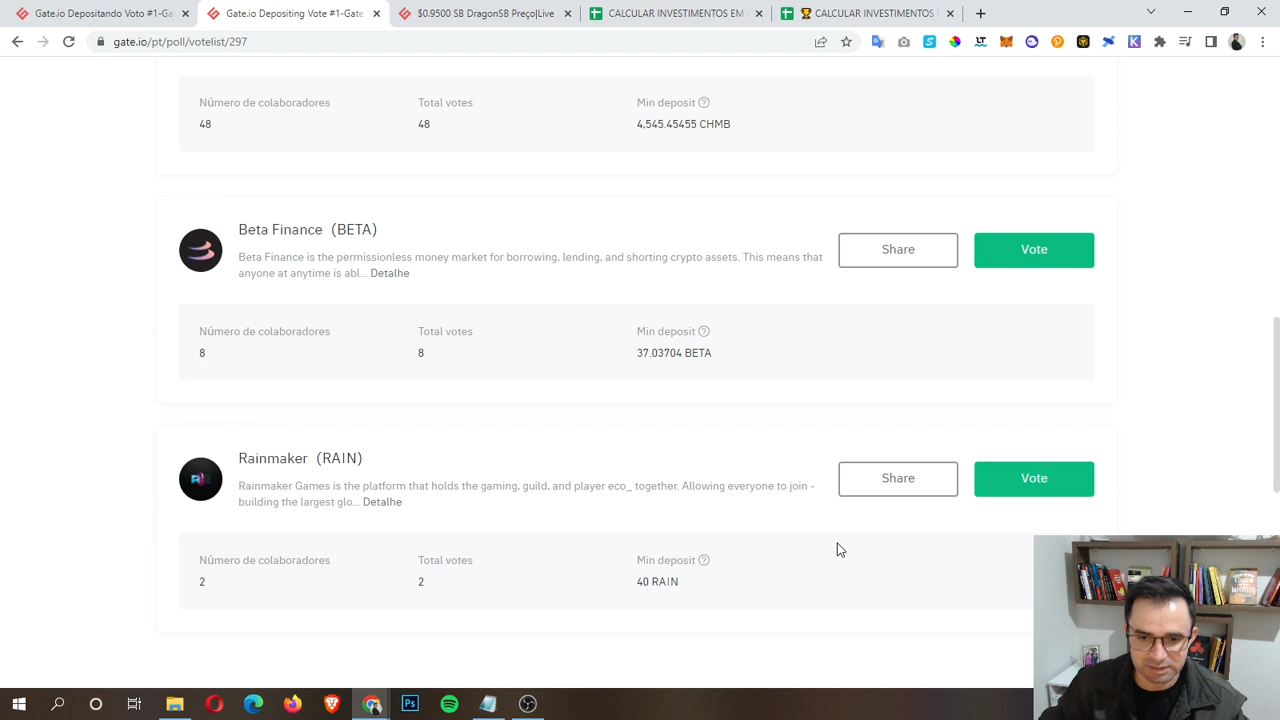 Gate.io Depositando Voto #1-Ga
Gate.io Depositing Vote #1-Gate
$0.9500 SB DragonSB Preço|Live
CALCULAR INVESTIMENTOS EM
CALCULAR INVESTIMENTOS E
gate.io/pt/poll/votelist/297
Número de colaboradores
Total votes
Min deposit
48
48
4,545.45455 CHMB
Beta Finance (BETA)
Beta Finance is the permissionless money market for borrowing, lending, and shorting crypto assets. This means that
anyone at anytime is abl... Detalhe
Share
Vote
Número de colaboradores
Total votes
Min deposit
8
8
37.03704 BETA
Rainmaker (RAIN)
Rainmaker Games is the platform that holds the gaming, guild, and player eco_ together. Allowing everyone to join -
building the largest glo... Detalhe
Share
Vote
Número de colaboradores
Total votes
Min deposit
2
2
40 RAIN